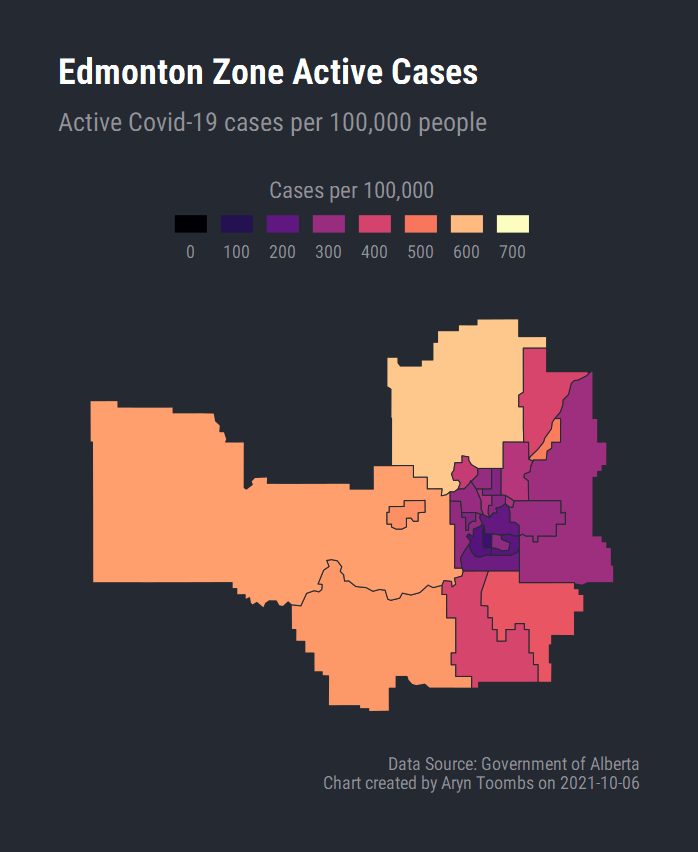 Edmonton Zone Active Cases
Active Covid-19 cases per 100,000 people
Cases per 100,000
0 100 200 300 400 500 600 700
Data Source: Government of Alberta
Chart created by Aryn Toombs on 2021-10-06